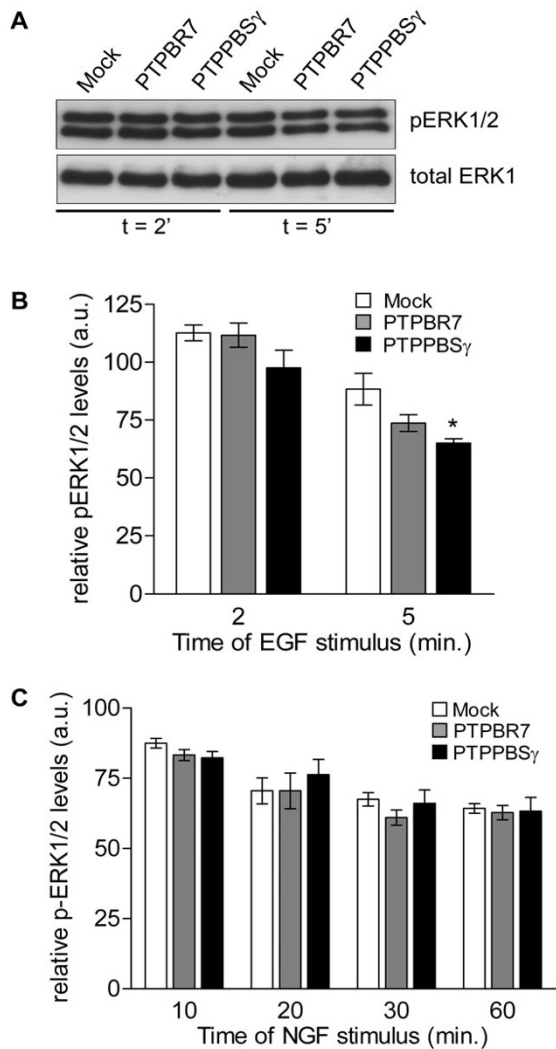 A
Mock
PTPBR7
PTPPBSγ
Mock
PTPBR7
PTPPBSγ
pERK1/2
total ERK1
t = 2'
t = 5'
B
relative pERK1/2 levels (a.u.)
125
100
75
50
25
0
Mock
PTPBR7
PTPPBSγ
*
2
5
Time of EGF stimulus (min.)
C
relative p-ERK1/2 levels (a.u.)
100
75
50
25
0
Mock
PTPBR7
PTPPBSγ
10
20
30
60
Time of NGF stimulus (min.)